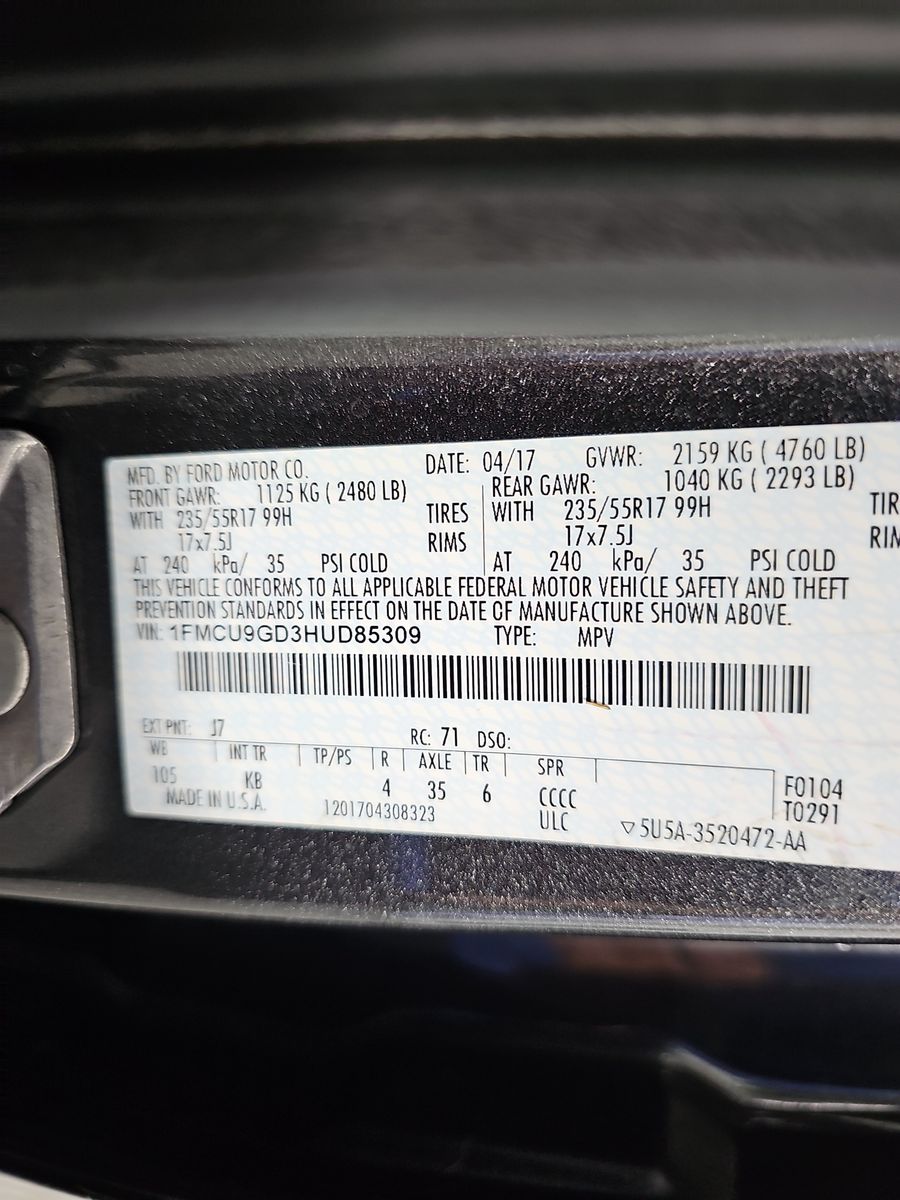 MFD. BY FORD MOTOR CO. DATE: 04/17 GVWR: 2159 KG ( 4760 LB)
FRONT GAWR: 1125 KG ( 2480 LB) REAR GAWR: 1040 KG ( 2293 LB)
WITH 235/55R17 99H TIRES WITH 235/55R17 99H TIR
17x7.5J RIMS 17x7.5J RIM
AT 240 kPa/ 35 PSI COLD AT 240 kPa/ 35 PSI COLD
THIS VEHICLE CONFORMS TO ALL APPLICABLE FEDERAL MOTOR VEHICLE SAFETY AND THEFT
PREVENTION STANDARDS IN EFFECT ON THE DATE OF MANUFACTURE SHOWN ABOVE.
VIN: 1FMCU9GD3HUD85309 TYPE: MPV
EXT PNT: J7 RC: 71 DSO:
WB INT TR TP/PS R AXLE TR SPR
105 KB 4 35 6 CCCC F0104
MADE IN U.S.A. 1201704308323 ULC T0291
▽5U5A-3520472-AA